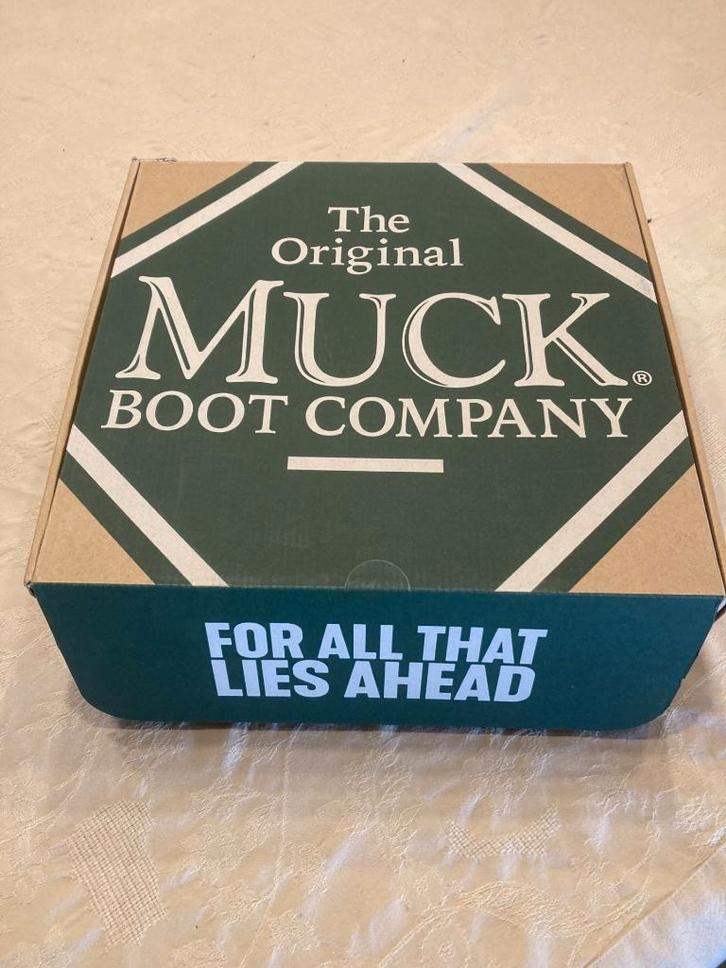 The
Original
MUCK®
BOOT COMPANY
FOR ALL THAT
LIES AHEAD